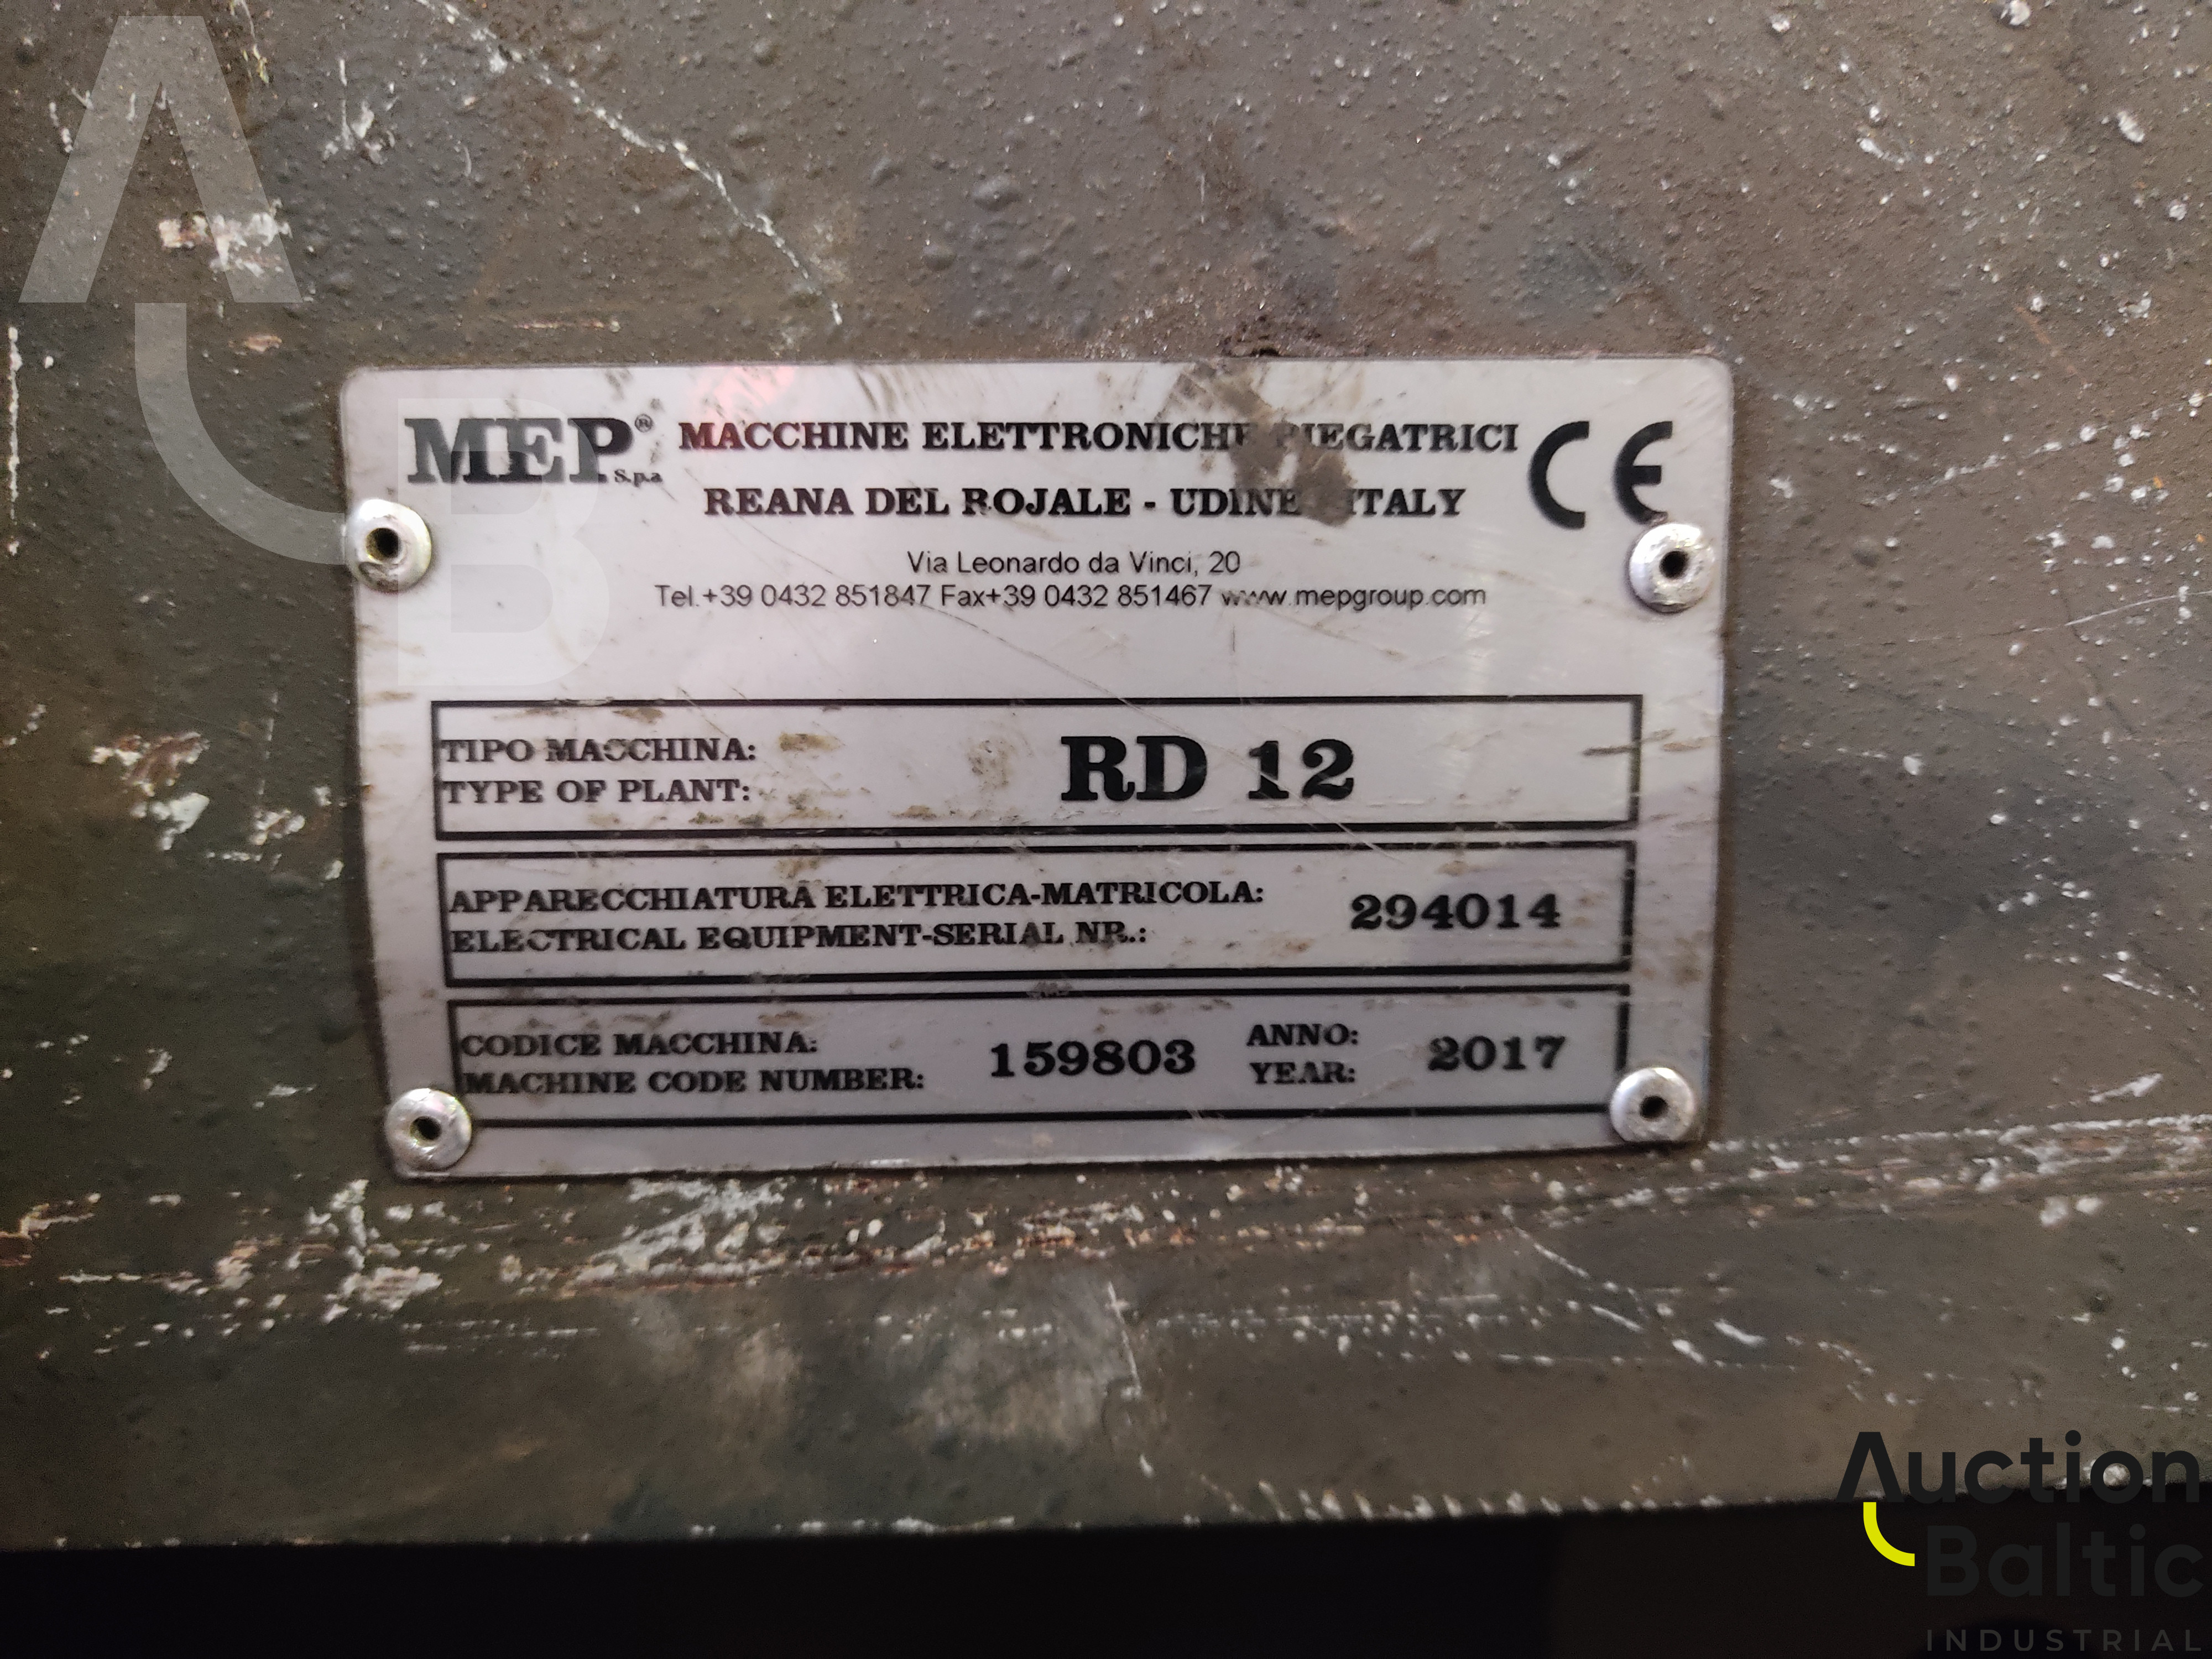 MEP® S.p.a
MACCHINE ELETTRONICHE PIEGATRICI
REANA DEL ROJALE - UDINE - ITALY
CE
Via Leonardo da Vinci, 20
Tel.+39 0432 851847 Fax+39 0432 851467 www.mepgroup.com
TIPO MACCHINA:
TYPE OF PLANT:
RD 12
APPARECCHIATURA ELETTRICA-MATRICOLA:
ELECTRICAL EQUIPMENT-SERIAL NR.:
294014
CODICE MACCHINA:
MACHINE CODE NUMBER:
159803
ANNO:
YEAR:
2017
AB
Auction
Baltic
INDUSTRIAL